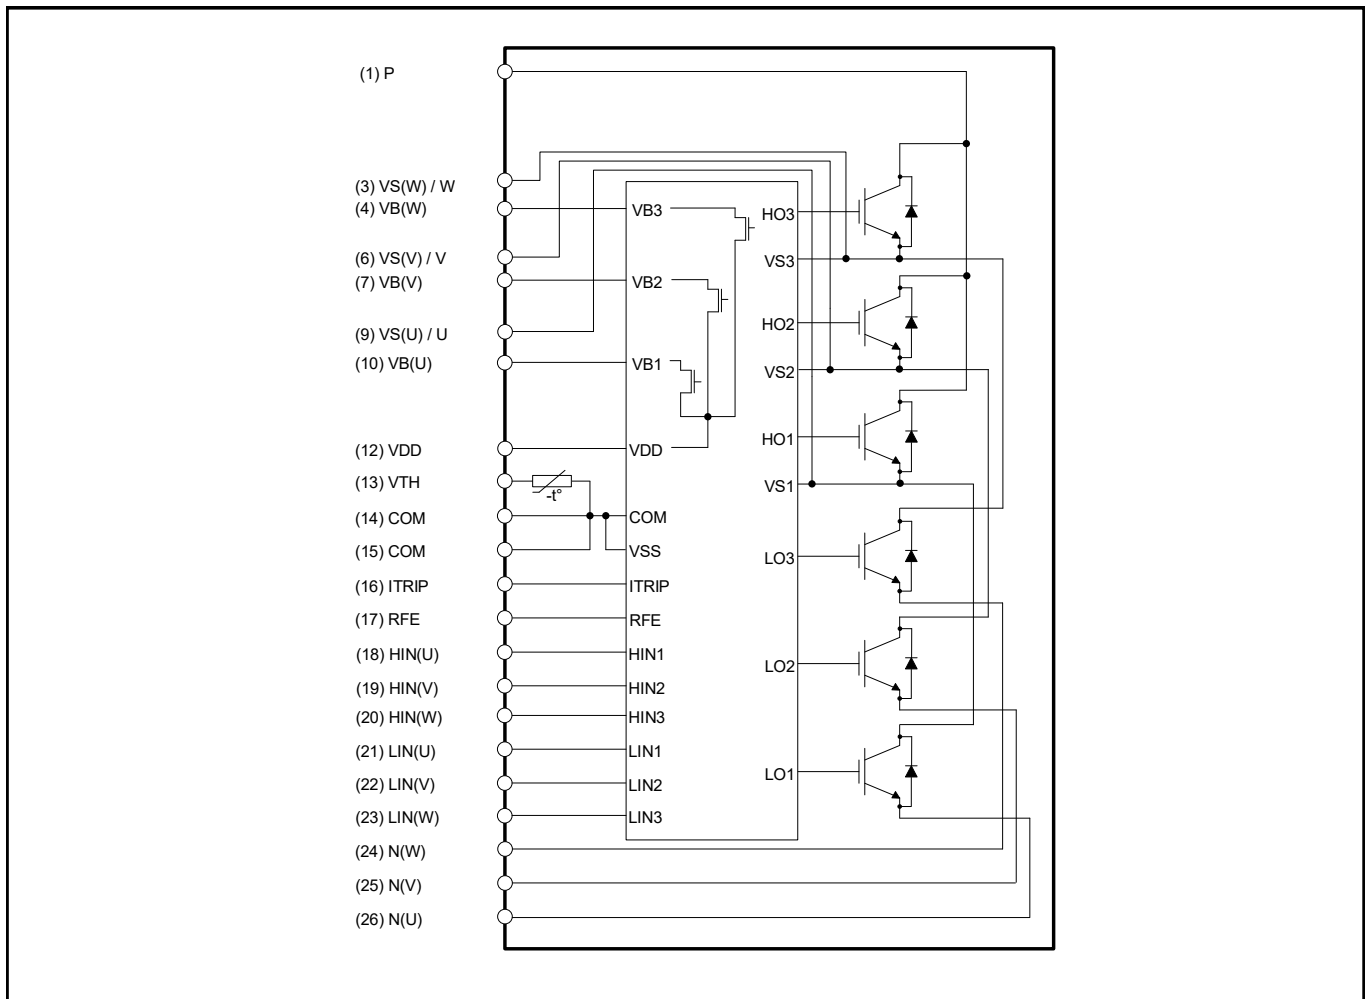 (1) P
(3) VS(W) / W
(4) VB(W)
(6) VS(V) / V
(7) VB(V)
(9) VS(U) / U
(10) VB(U)
(12) VDD
(13) VTH
(14) COM
(15) COM
(16) ITRIP
(17) RFE
(18) HIN(U)
(19) HIN(V)
(20) HIN(W)
(21) LIN(U)
(22) LIN(V)
(23) LIN(W)
(24) N(W)
(25) N(V)
(26) N(U)
-t°
VB3
VB2
VB1
VDD
COM
VSS
ITRIP
RFE
HIN1
HIN2
HIN3
LIN1
LIN2
LIN3
HO3
VS3
HO2
VS2
HO1
VS1
LO3
LO2
LO1